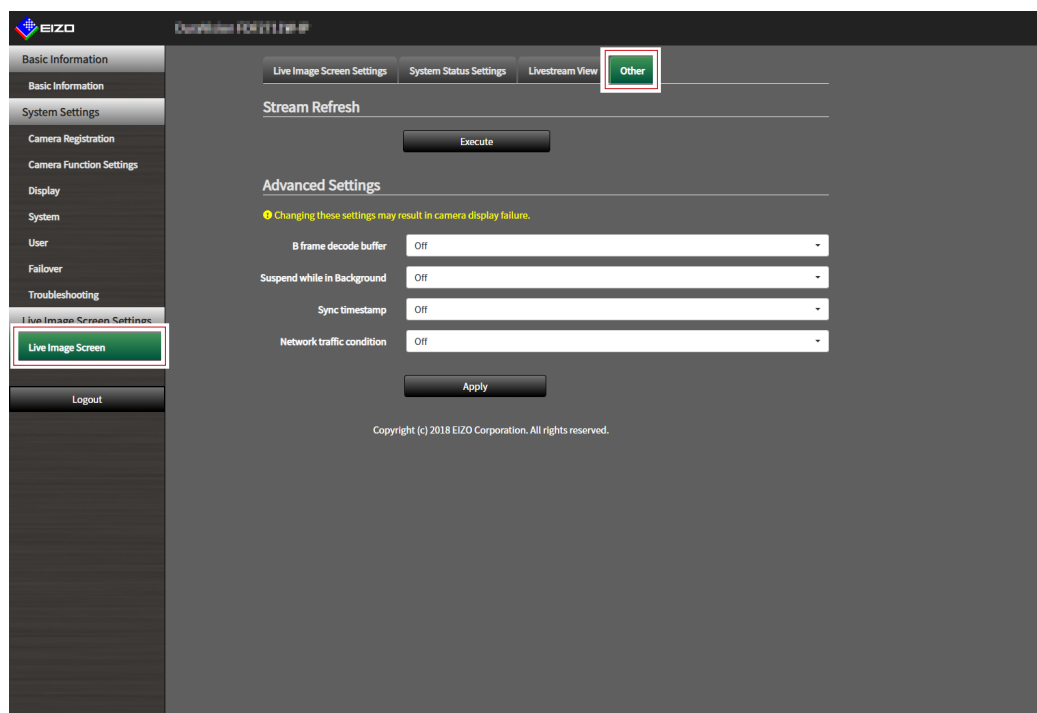 EIZO
Basic Information
Basic Information
System Settings
Camera Registration
Camera Function Settings
Display
System
User
Failover
Troubleshooting
Live Image Screen Settings
Live Image Screen
Logout
Live Image Screen Settings System Status Settings Livestream View Other
Stream Refresh
Execute
Advanced Settings
Changing these settings may result in camera display failure.
B frame decode buffer Off
Suspend while in Background Off
Sync timestamp Off
Network traffic condition Off
Apply
Copyright (c) 2018 EIZO Corporation. All rights reserved.